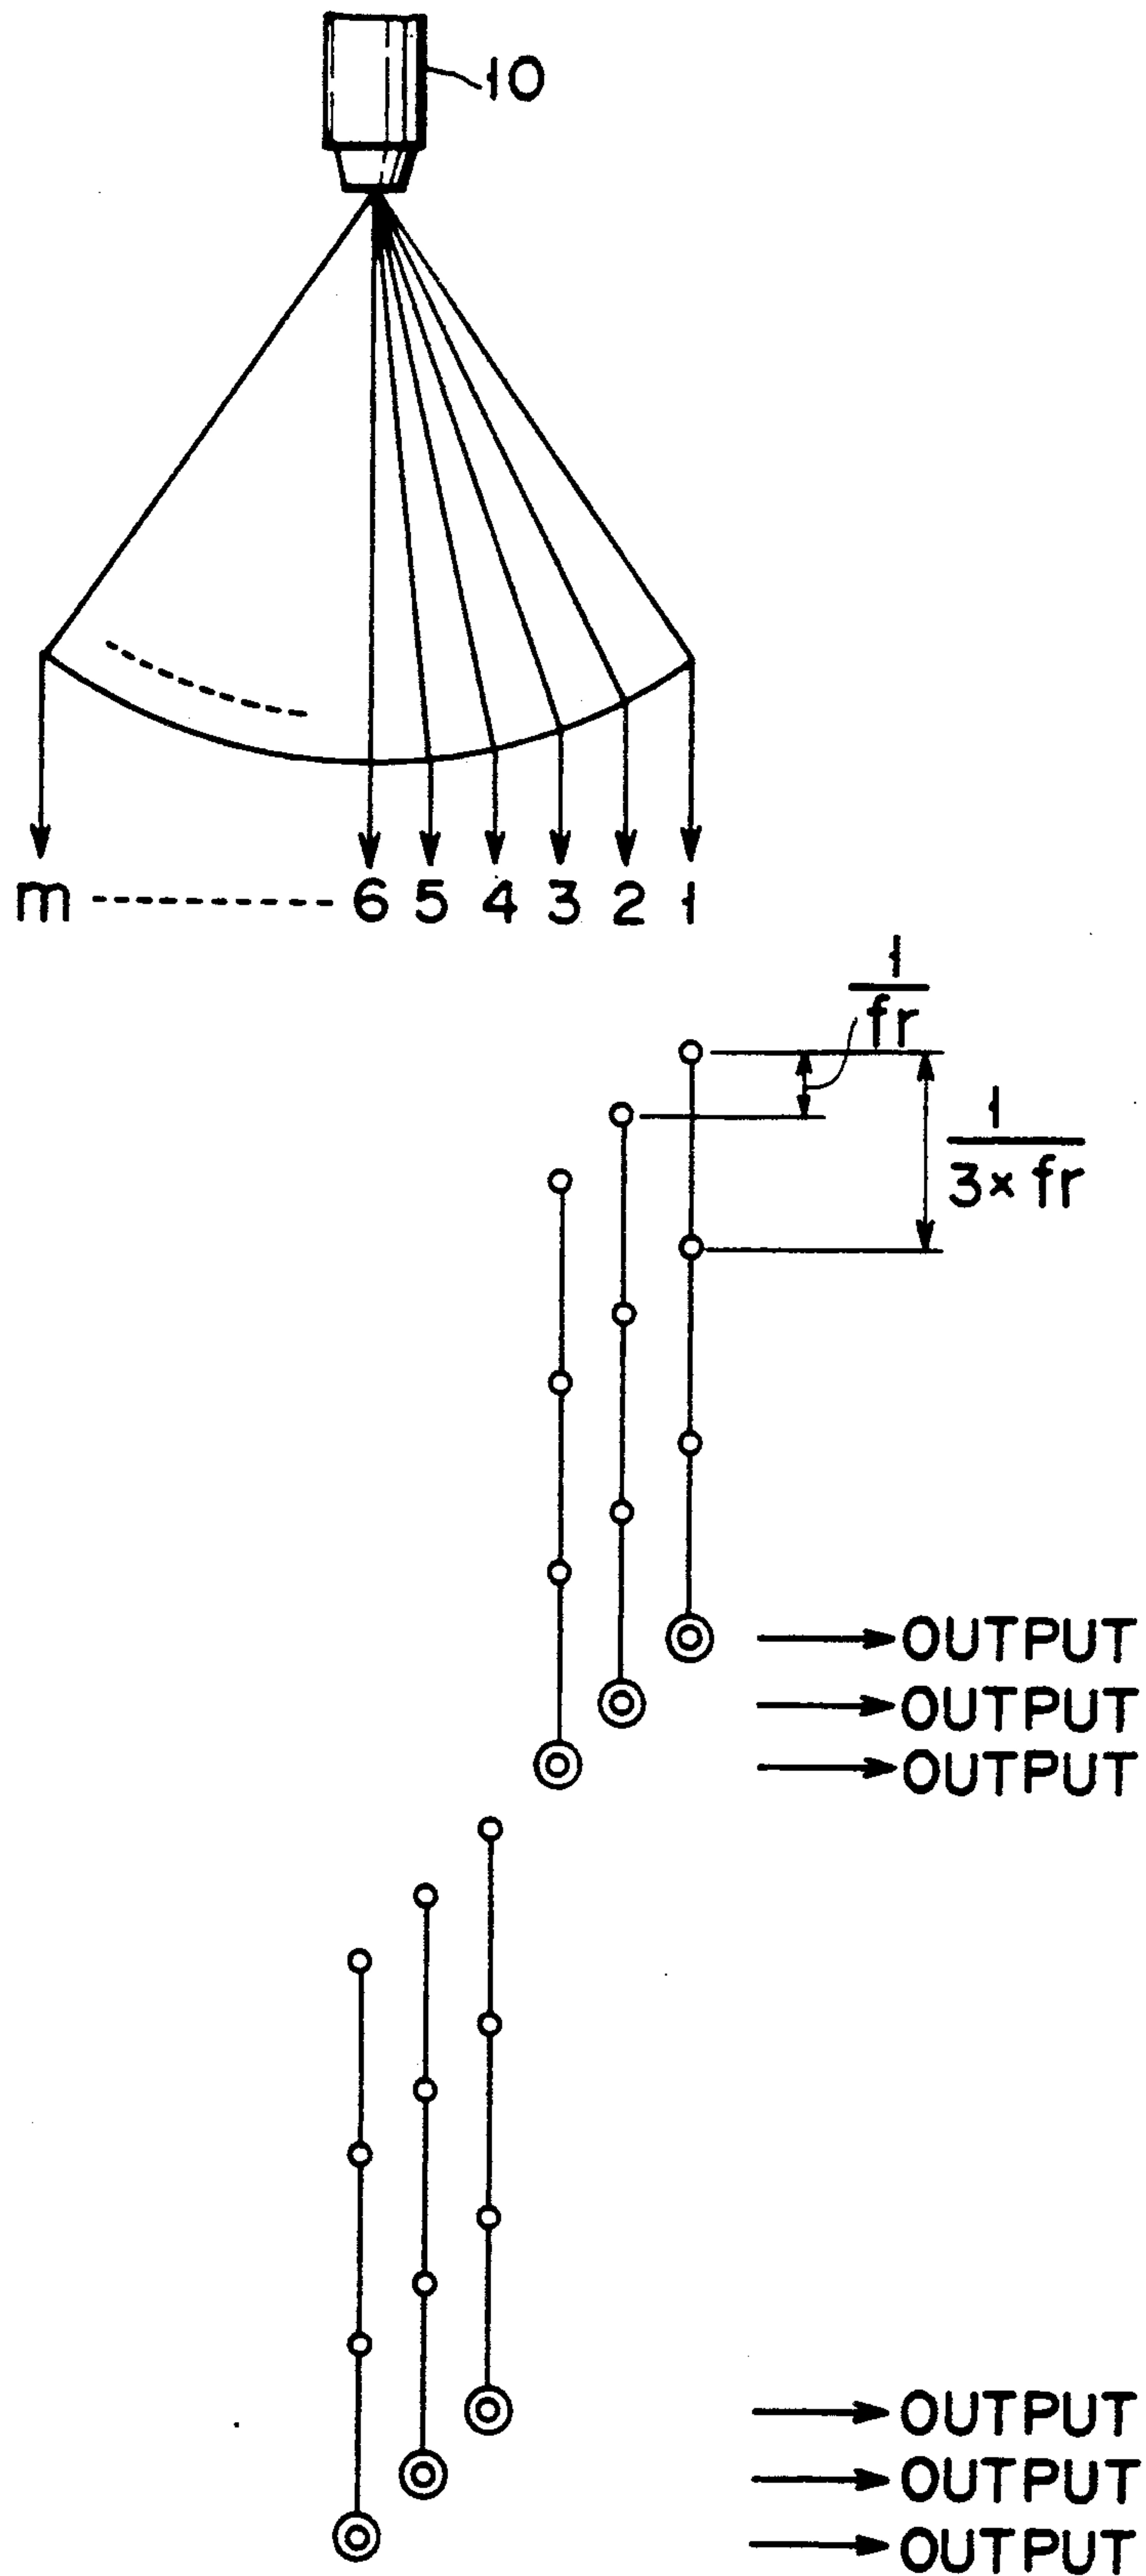 10
m ---------- 6 5 4 3 2 1
1
fr
1
3 × fr
OUTPUT
OUTPUT
OUTPUT
OUTPUT
OUTPUT
OUTPUT